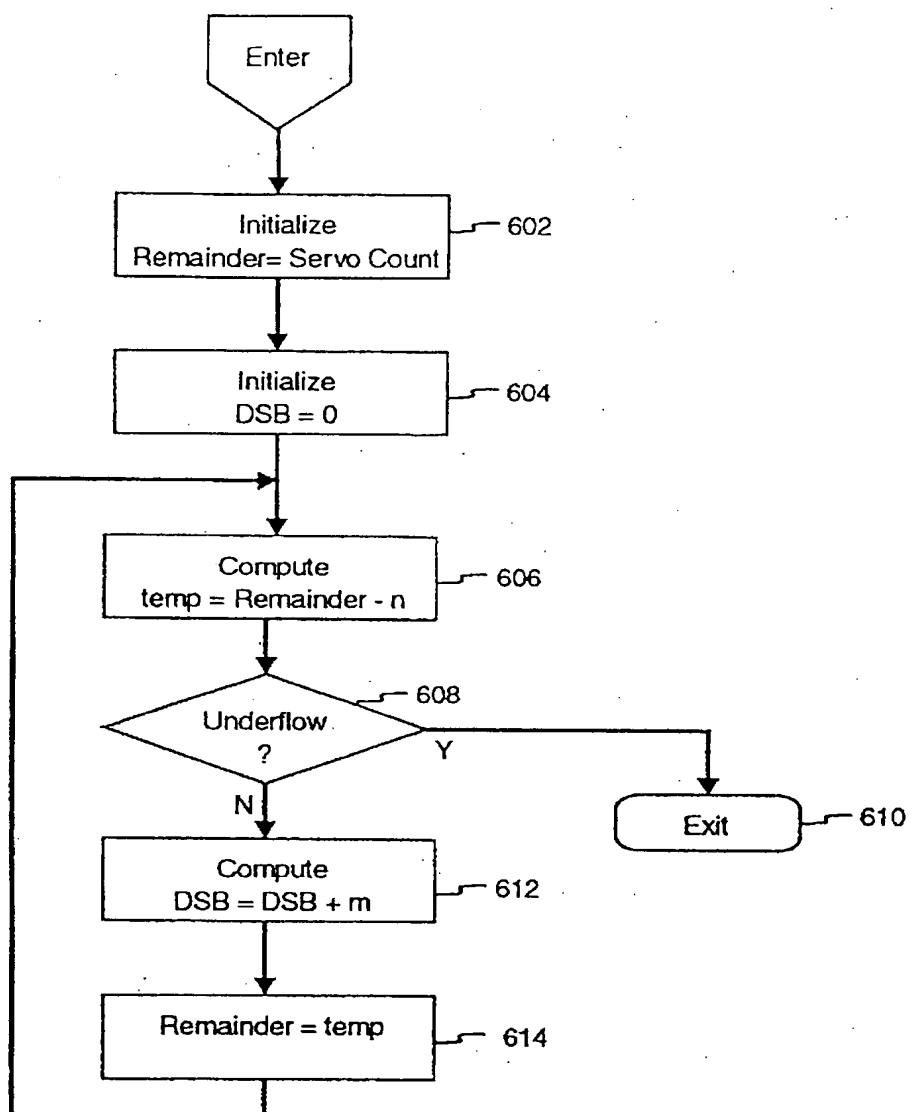 Enter
Initialize
Remainder= Servo Count
602
Initialize
DSB = 0
604
Compute
temp = Remainder - n
606
608
Underflow
?
Y
N
Exit
610
Compute
DSB = DSB + m
612
Remainder = temp
614